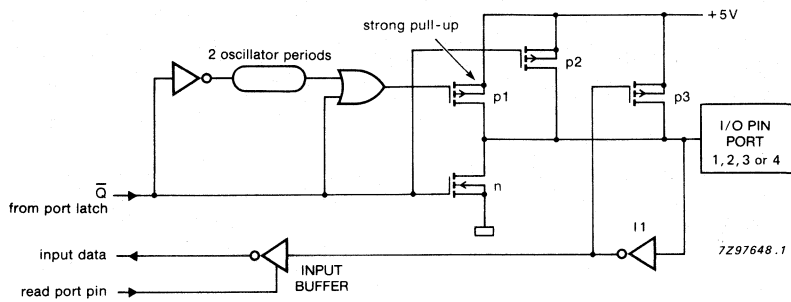 strong pull-up
+5V
2 oscillator periods
p2
p1
p3
I/O PIN
PORT
1,2,3 or 4
Q̅
from port latch
n
I1
input data
INPUT
BUFFER
read port pin
7Z97648.1